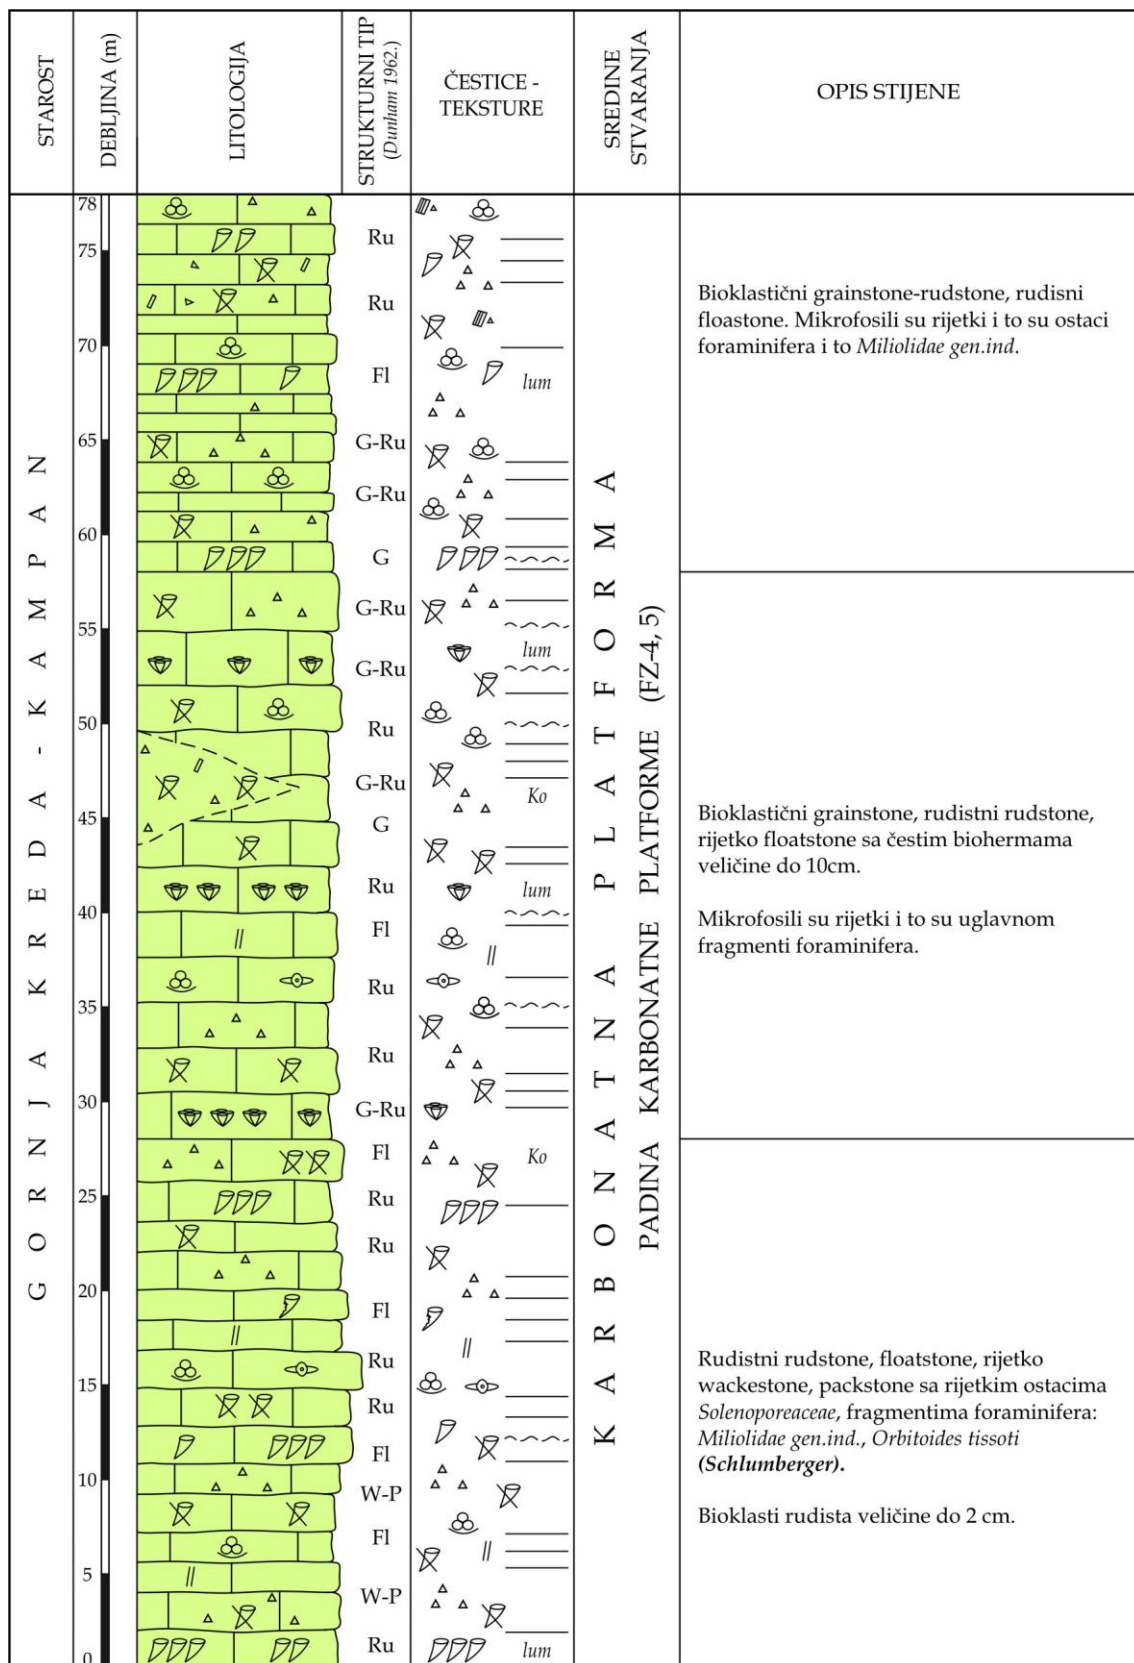 STAROST
DEBLJINA (m)
LITOLOGIJA
STRUKTURNI TIP
(Dunham 1962.)
ČESTICE -
TEKSTURE
SREDINE
STVARANJA
OPIS STIJENE
GORNJA KREDA - KAMPAN
78
75
70
65
60
55
50
45
40
35
30
25
20
15
10
5
0
Ru
Ru
Fl
G-Ru
G-Ru
G
G-Ru
G-Ru
Ru
G-Ru
G
Ru
Fl
Ru
Ru
G-Ru
Fl
Ru
Ru
Fl
Ru
Ru
Fl
W-P
Fl
W-P
Ru
lum
lum
Ko
lum
Ko
lum
KARBONATNA PLATFORMA
PADINA KARBONATNE PLATFORME (FZ-4, 5)
Bioklastični grainstone-rudstone, rudisni
floastone. Mikrofosili su rijetki i to su ostaci
foraminifera i to Miliolidae gen.ind.
Bioklastični grainstone, rudistni rudstone,
rijetko floatstone sa čestim biohermama
veličine do 10cm.
Mikrofosili su rijetki i to su uglavnom
fragmenti foraminifera.
Rudistni rudstone, floatstone, rijetko
wackestone, packstone sa rijetkim ostacima
Solenoporeaceae, fragmentima foraminifera:
Miliolidae gen.ind., Orbitoides tissoti
(Schlumberger).
Bioklasti rudista veličine do 2 cm.